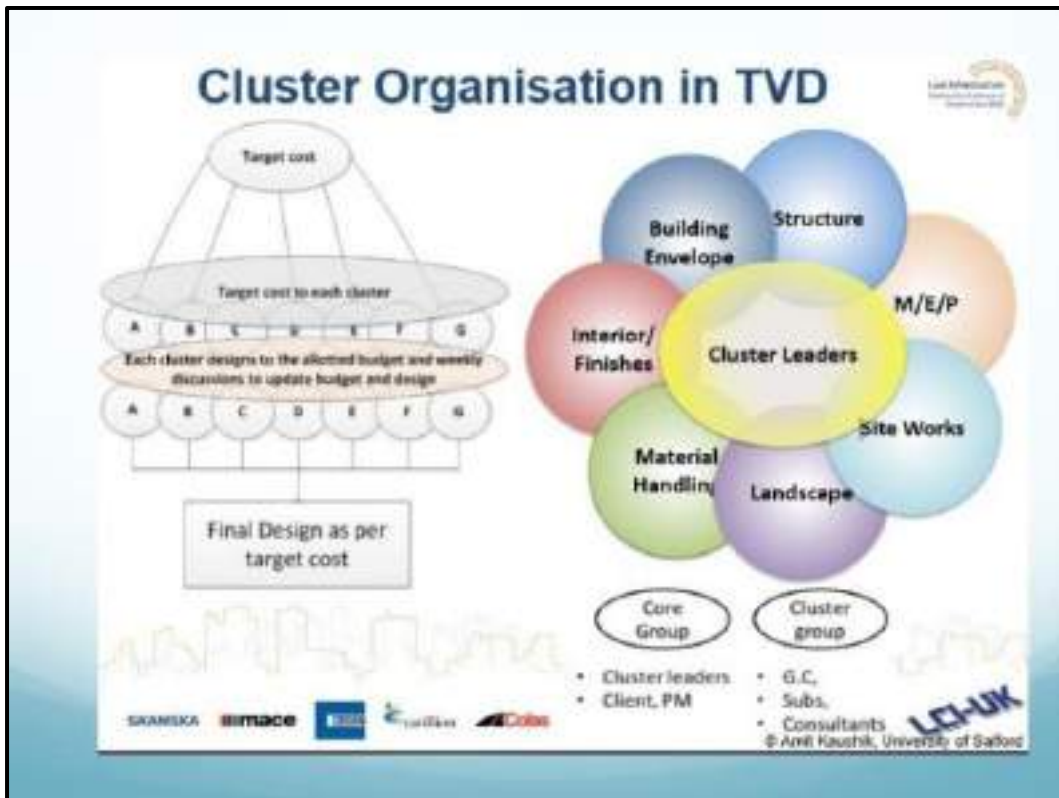 Cluster Organisation in TVD
Target cost
Target cost to each cluster
A B C D E F G
Each cluster designs to the allotted budget and weekly
discussions to update budget and design
A B C D E F G
Final Design as per
target cost
Building
Envelope
Structure
M/E/P
Interior/
Finishes
Cluster Leaders
Site Works
Material
Handling
Landscape
Core
Group
Cluster
group
• Cluster leaders
• Client, PM
• G.C,
• Subs,
• Consultants
SKANSKA
mace
Colas
LCI-UK
© Amit Kaushik, University of Salford